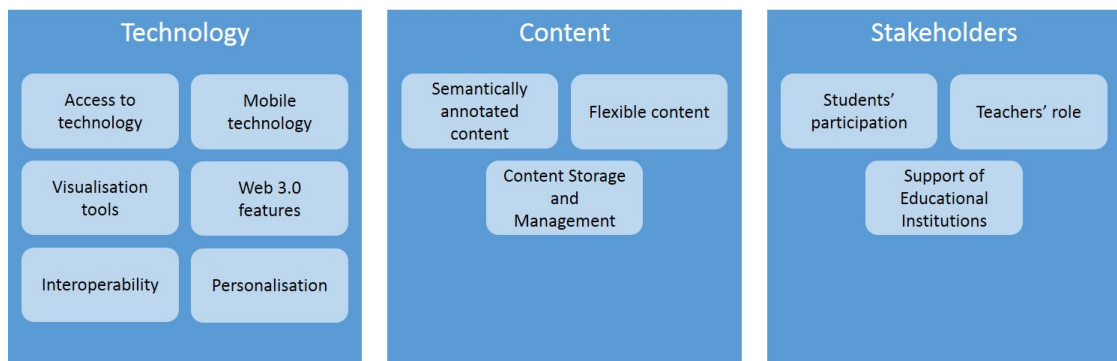 Technology
Access to
technology
Mobile
technology
Visualisation
tools
Web 3.0
features
Interoperability
Personalisation
Content
Semantically
annotated
content
Flexible content
Content Storage
and
Management
Stakeholders
Students’
participation
Teachers’ role
Support of
Educational
Institutions